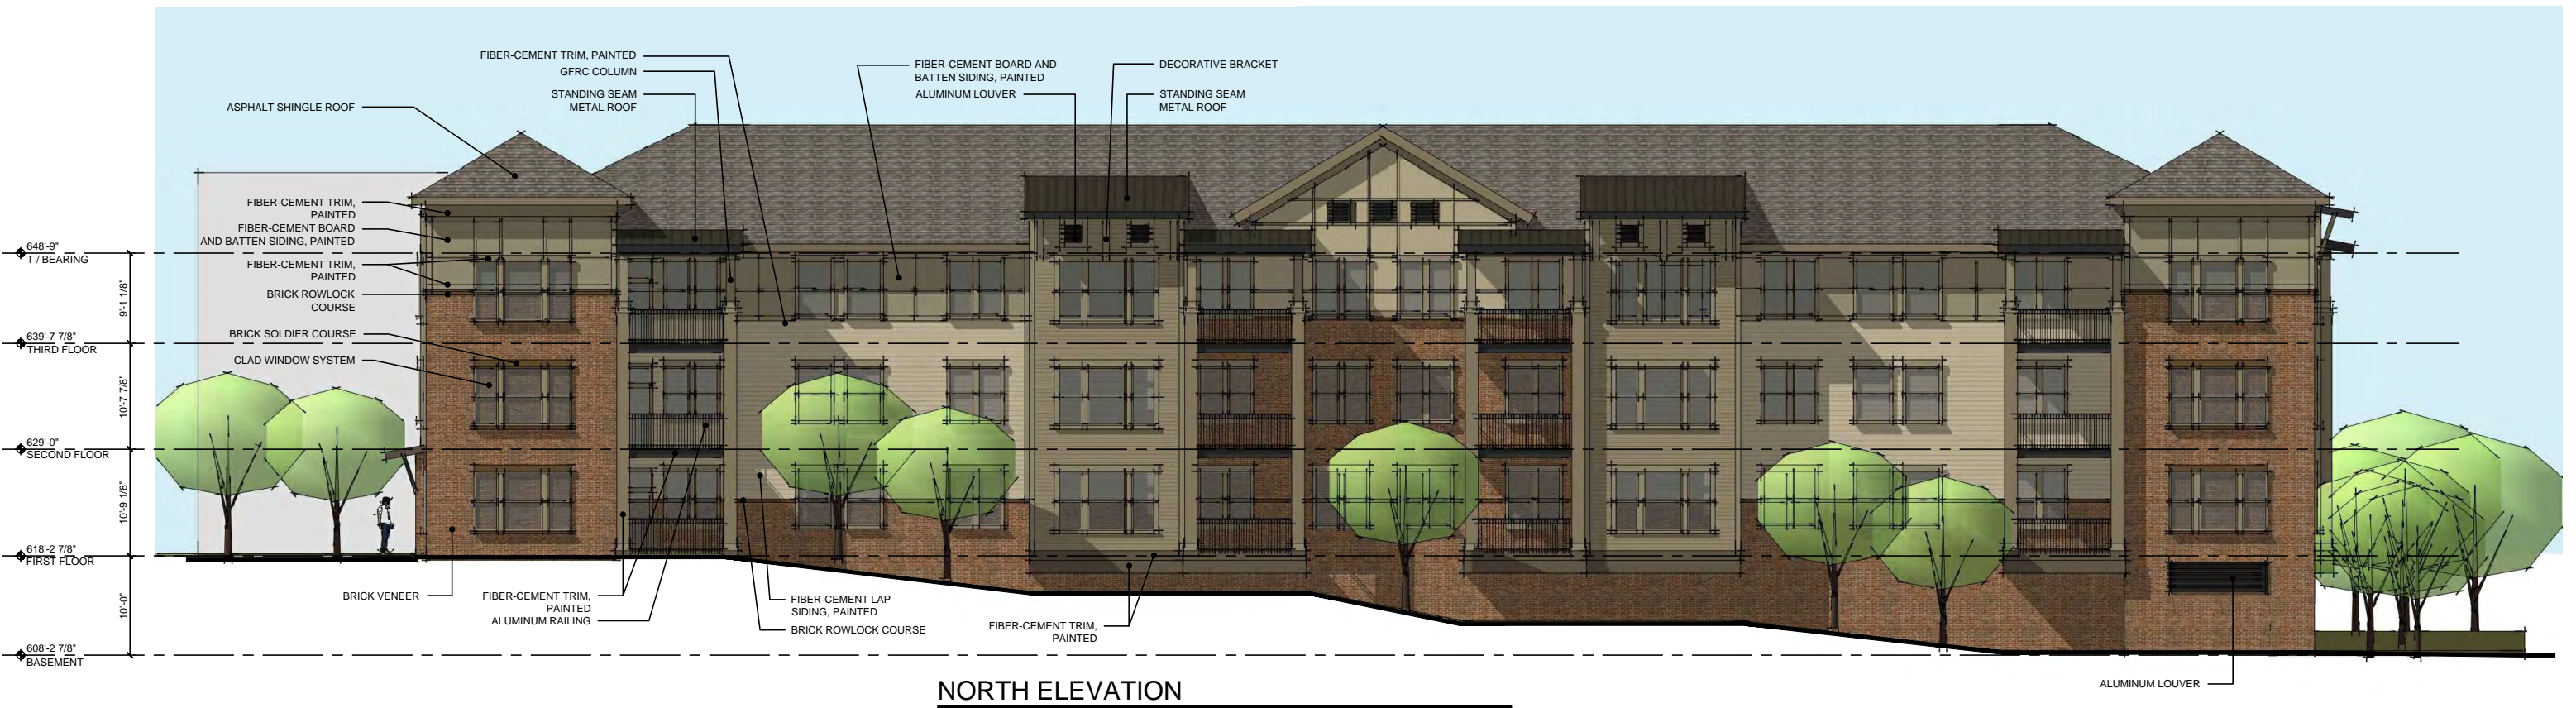 FIBER-CEMENT TRIM, PAINTED
GFRC COLUMN
STANDING SEAM
METAL ROOF
ASPHALT SHINGLE ROOF
FIBER-CEMENT BOARD AND
BATTEN SIDING, PAINTED
ALUMINUM LOUVER
DECORATIVE BRACKET
STANDING SEAM
METAL ROOF
FIBER-CEMENT TRIM,
PAINTED
FIBER-CEMENT BOARD
AND BATTEN SIDING, PAINTED
FIBER-CEMENT TRIM,
PAINTED
BRICK ROWLOCK
COURSE
BRICK SOLDIER COURSE
CLAD WINDOW SYSTEM
648'-9"
T / BEARING
9'-1 1/8"
639'-7 7/8"
THIRD FLOOR
10'-7 7/8"
629'-0"
SECOND FLOOR
10'-9 1/8"
618'-2 7/8"
FIRST FLOOR
10'-0"
608'-2 7/8"
BASEMENT
BRICK VENEER
FIBER-CEMENT TRIM,
PAINTED
ALUMINUM RAILING
FIBER-CEMENT LAP
SIDING, PAINTED
BRICK ROWLOCK COURSE
FIBER-CEMENT TRIM,
PAINTED
ALUMINUM LOUVER
NORTH ELEVATION